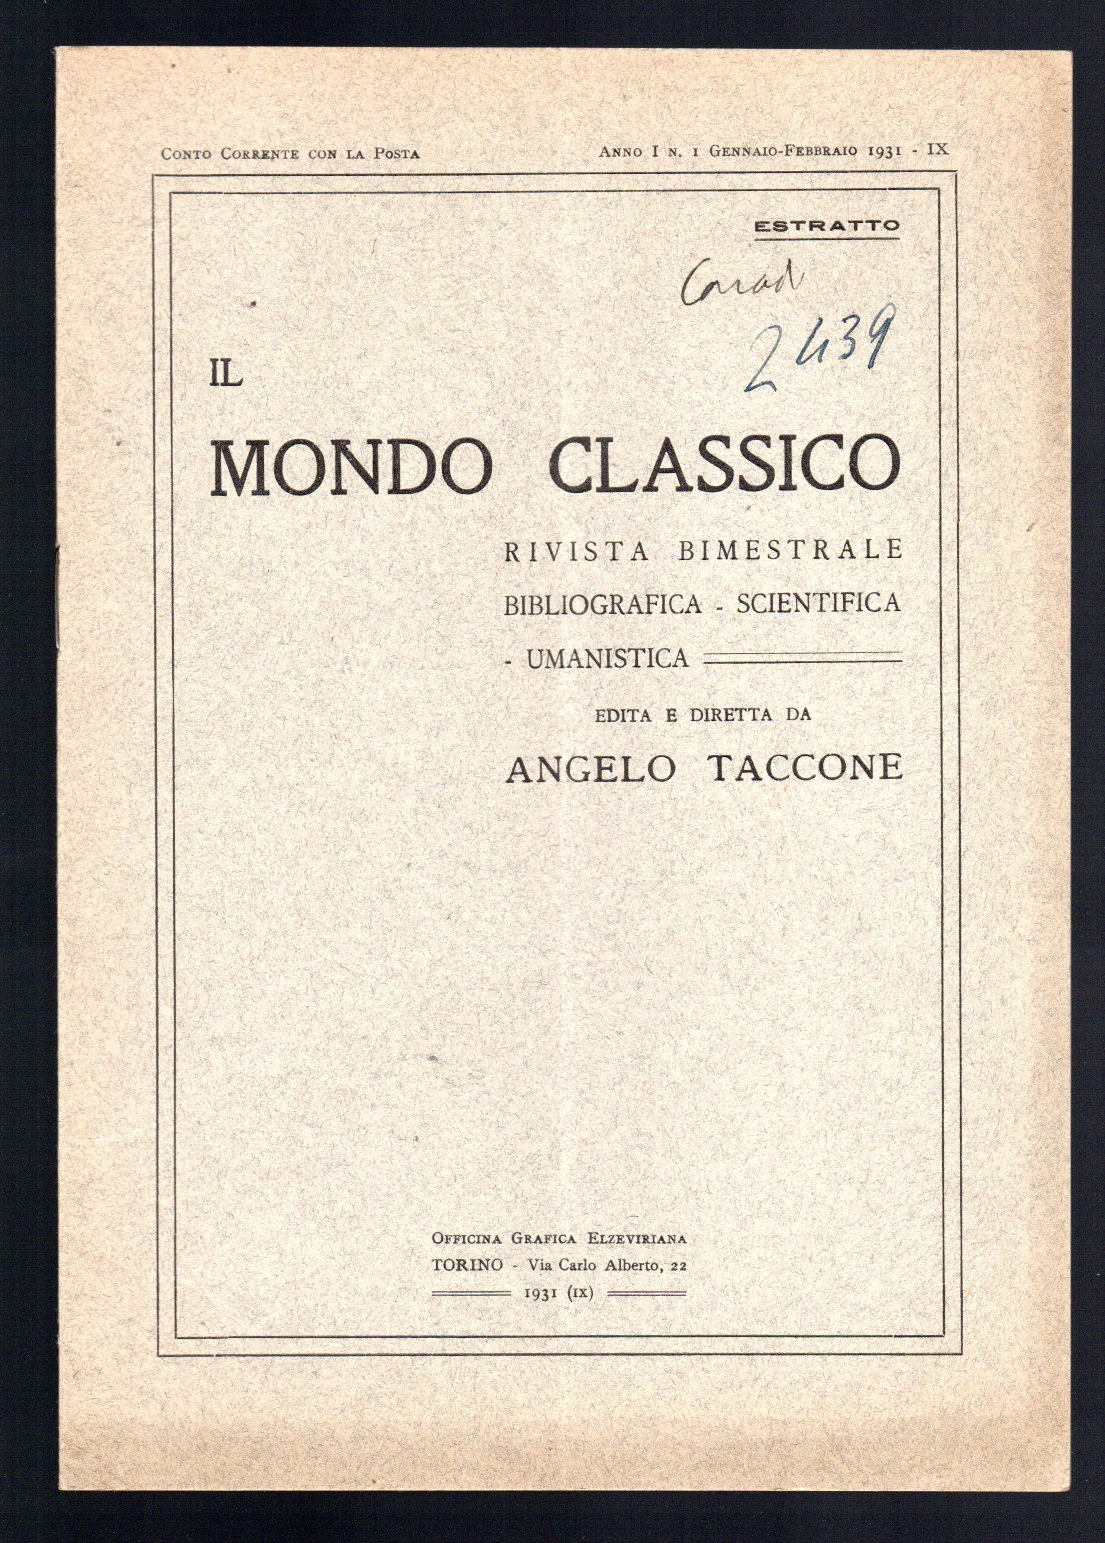 Conto Corrente con la Posta
Anno I n. 1 Gennaio-Febbraio 1931 - IX
ESTRATTO
2439
IL
MONDO CLASSICO
RIVISTA BIMESTRALE
BIBLIOGRAFICA - SCIENTIFICA
- UMANISTICA
EDITA E DIRETTA DA
ANGELO TACCONE
Officina Grafica Elzeviriana
TORINO - Via Carlo Alberto, 22
1931 (IX)